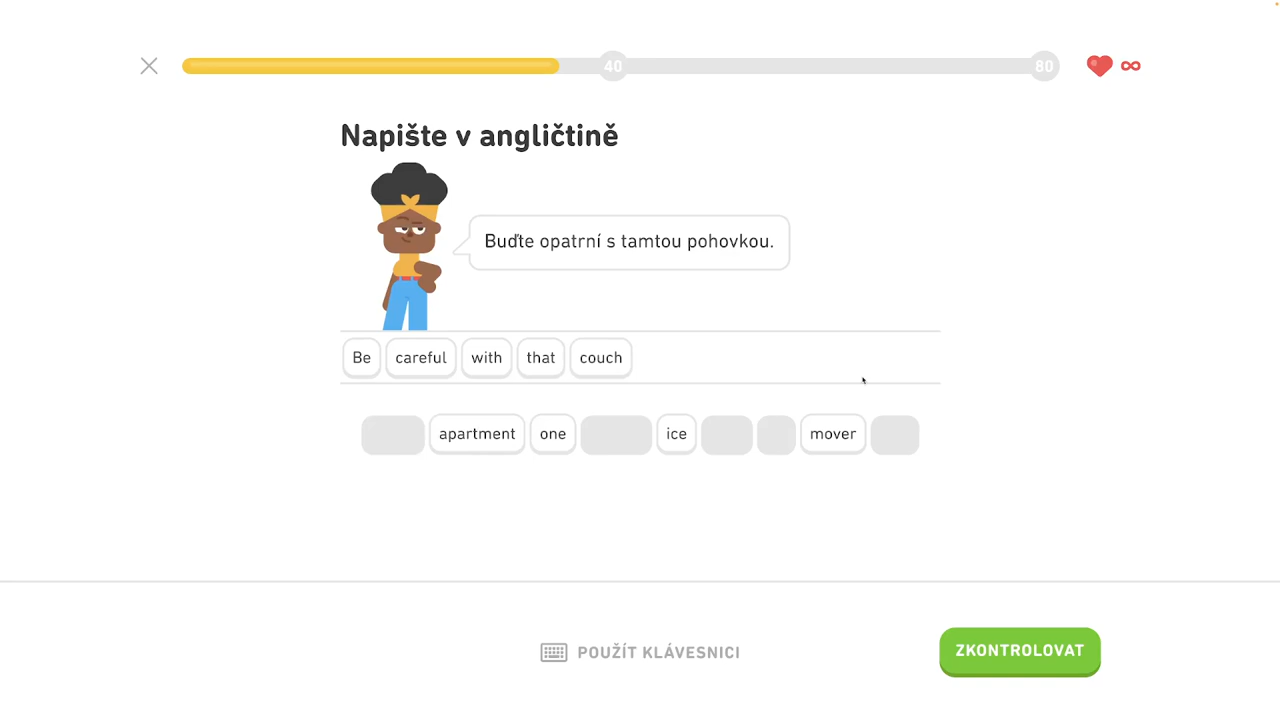 40
80
∞
Napište v angličtině
Buďte opatrní s tamtou pohovkou.
Be careful with that couch
apartment one ice mover
POUŽÍT KLÁVESNICI
ZKONTROLOVAT